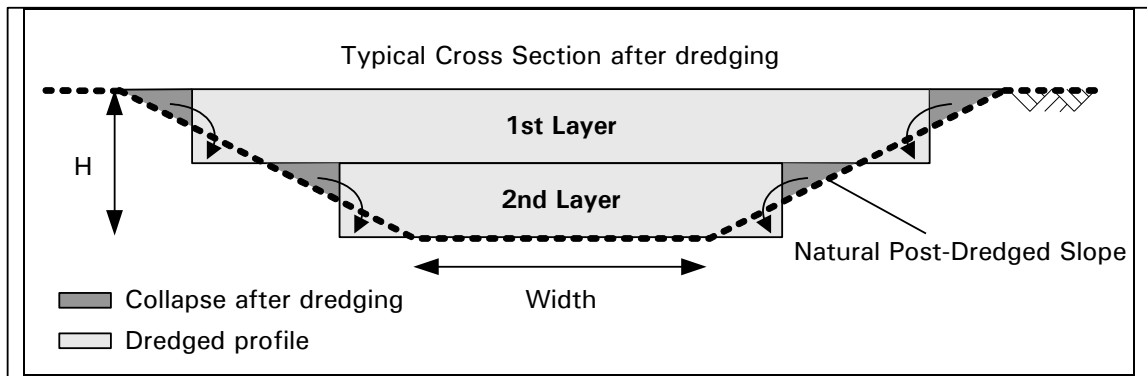 Typical Cross Section after dredging
1st Layer
H
2nd Layer
Natural Post-Dredged Slope
Width
Collapse after dredging
Dredged profile